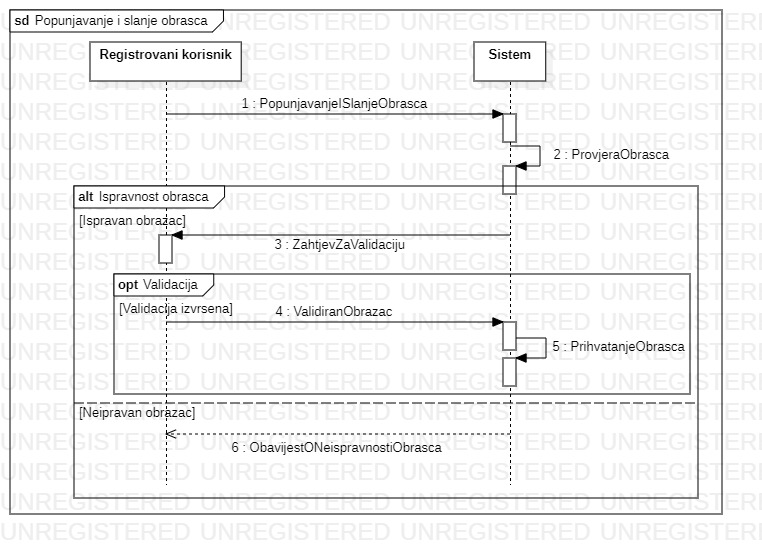 sd Popunjavanje i slanje obrasca
Registrovani korisnik
Sistem
1 : PopunjavanjeISlanjeObrasca
2 : ProvjeraObrasca
alt Ispravnost obrasca
[Ispravan obrazac]
3 : ZahtjevZaValidaciju
opt Validacija
[Validacija izvrsena]
4 : ValidiranObrazac
5 : PrihvatanjeObrasca
[Neipravan obrazac]
6 : ObavijestONeispravnostiObrasca
UNREGISTERED UNREGISTERED UNREGISTERED UNREGISTERED